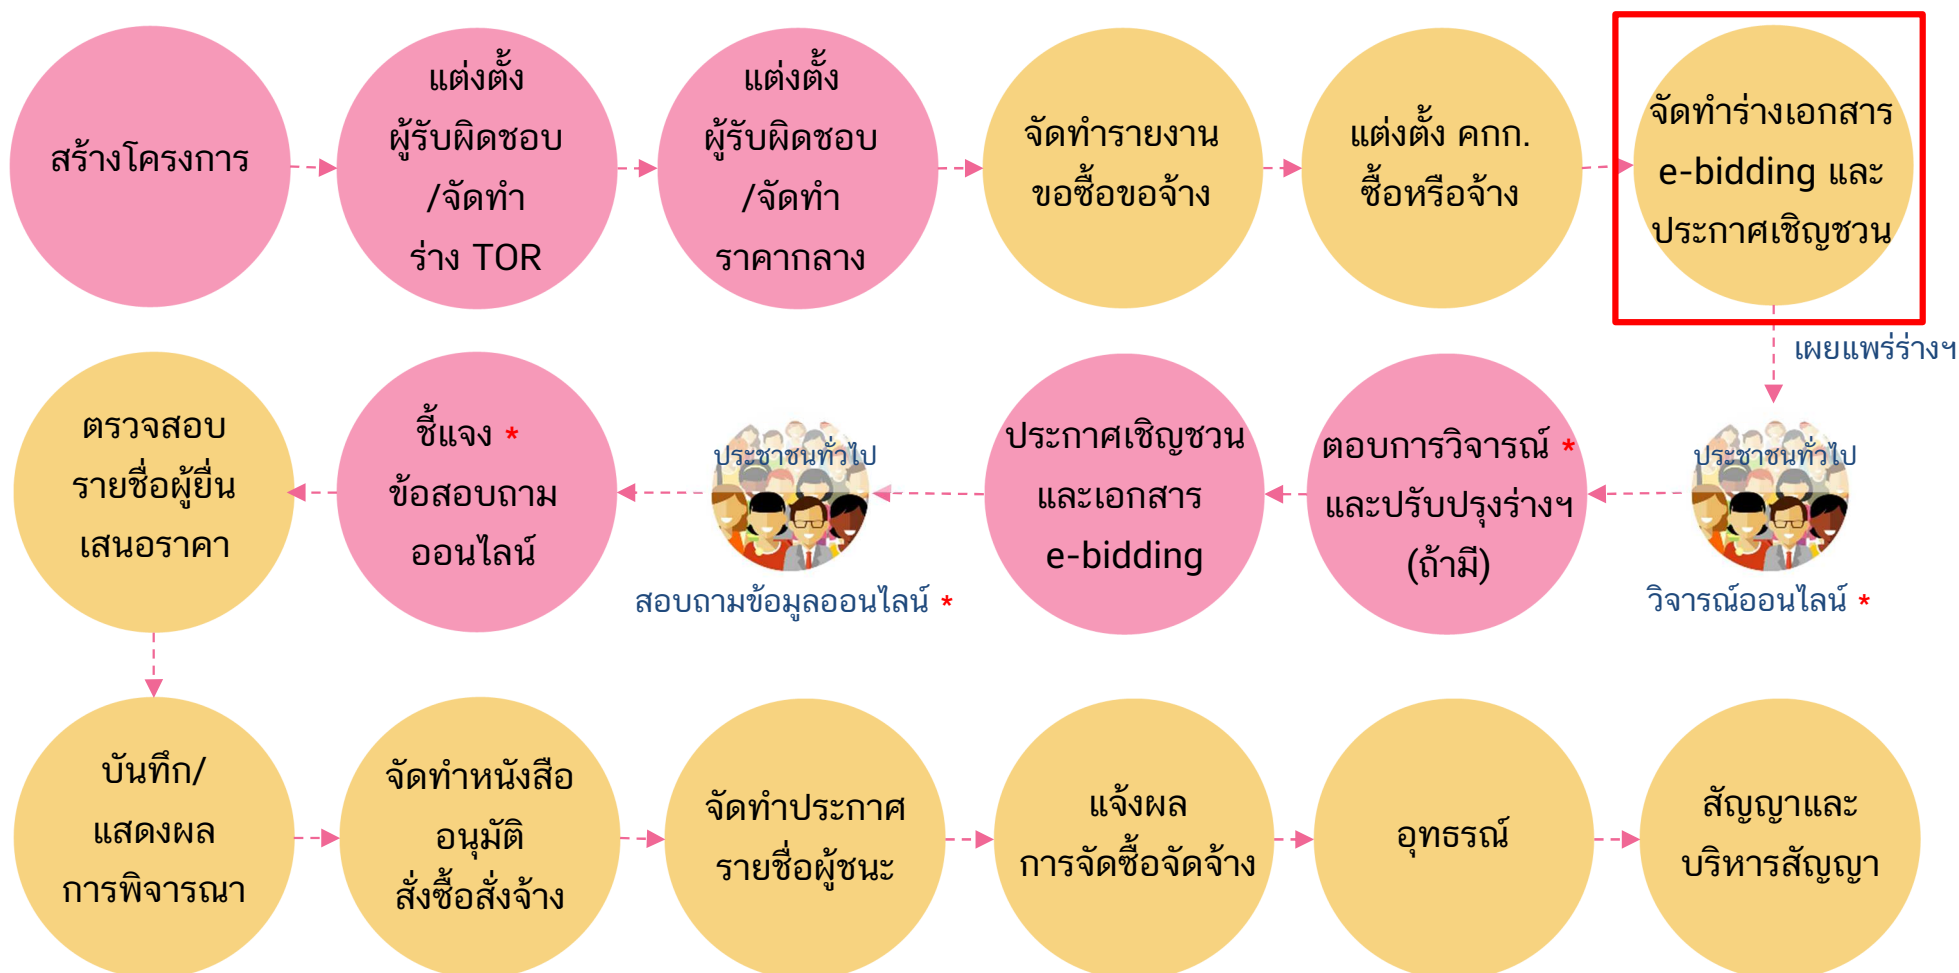 สร้างโครงการ
แต่งตั้ง
ผู้รับผิดชอบ
/จัดทำ
ร่าง TOR
แต่งตั้ง
ผู้รับผิดชอบ
/จัดทำ
ราคากลาง
จัดทำรายงาน
ขอซื้อขอจ้าง
แต่งตั้ง คกก.
ซื้อหรือจ้าง
จัดทำร่างเอกสาร
e-bidding และ
ประกาศเชิญชวน
เผยแพร่ร่างฯ
ประชาชนทั่วไป
วิจารณ์ออนไลน์ *
ตอบการวิจารณ์ *
และปรับปรุงร่างฯ
(ถ้ามี)
ประกาศเชิญชวน
และเอกสาร
e-bidding
ประชาชนทั่วไป
สอบถามข้อมูลออนไลน์ *
ชี้แจง *
ข้อสอบถาม
ออนไลน์
ตรวจสอบ
รายชื่อผู้ยื่น
เสนอราคา
บันทึก/
แสดงผล
การพิจารณา
จัดทำหนังสือ
อนุมัติ
สั่งซื้อสั่งจ้าง
จัดทำประกาศ
รายชื่อผู้ชนะ
แจ้งผล
การจัดซื้อจัดจ้าง
อุทธรณ์
สัญญาและ
บริหารสัญญา